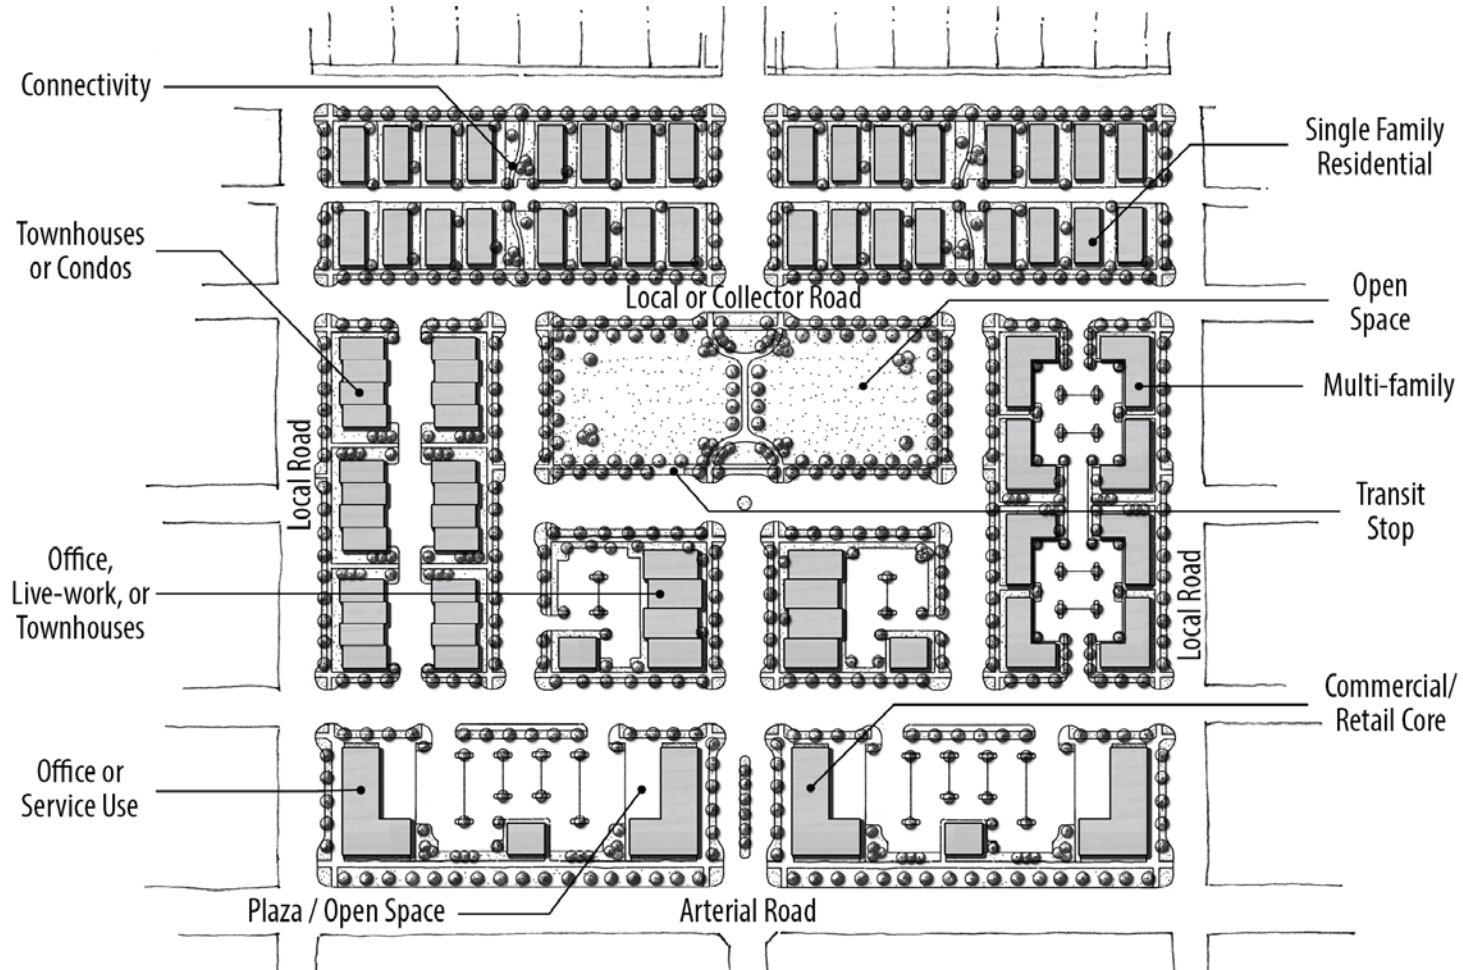 Connectivity
Single Family
Residential
Townhouses
or Condos
Local or Collector Road
Open
Space
Multi-family
Local Road
Transit
Stop
Office,
Live-work, or
Townhouses
Local Road
Commercial/
Retail Core
Office or
Service Use
Plaza / Open Space
Arterial Road